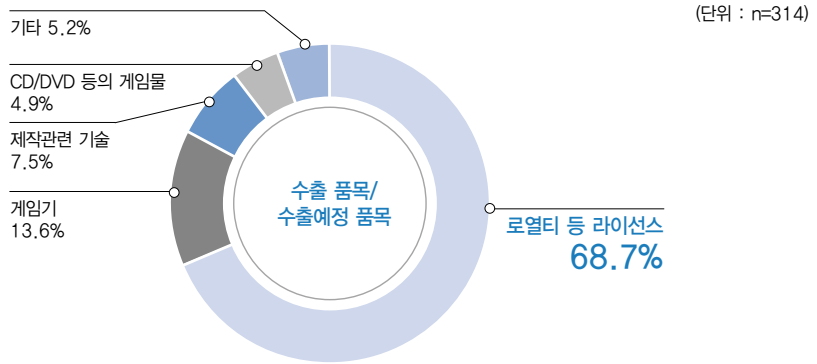 (단위 : n=314)
기타 5.2%
CD/DVD 등의 게임물
4.9%
제작관련 기술
7.5%
게임기
13.6%
수출 품목/
수출예정 품목
로열티 등 라이선스
68.7%